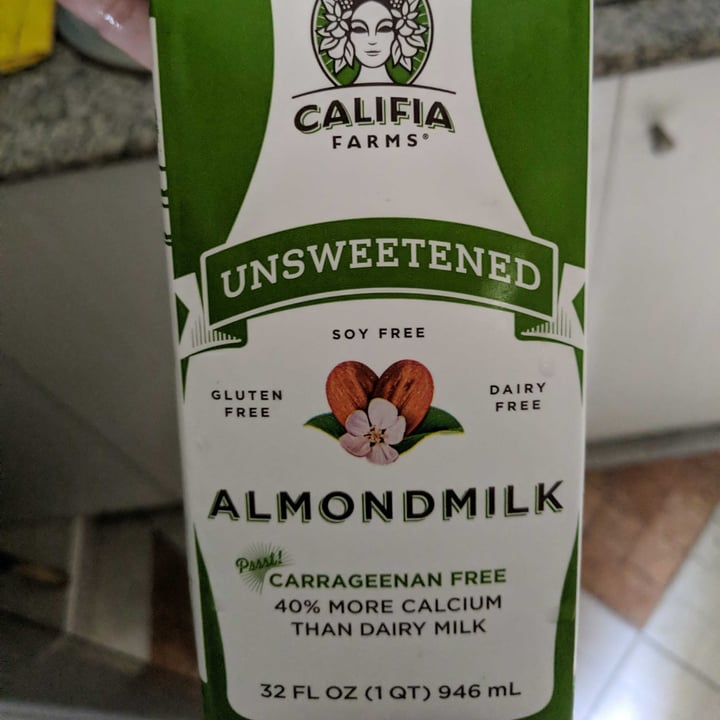 CALIFIA
FARMS®
UNSWEETENED
SOY FREE
GLUTEN
FREE
DAIRY
FREE
ALMONDMILK
Pssst!
CARRAGEENAN FREE
40% MORE CALCIUM
THAN DAIRY MILK
32 FL OZ (1 QT) 946 mL